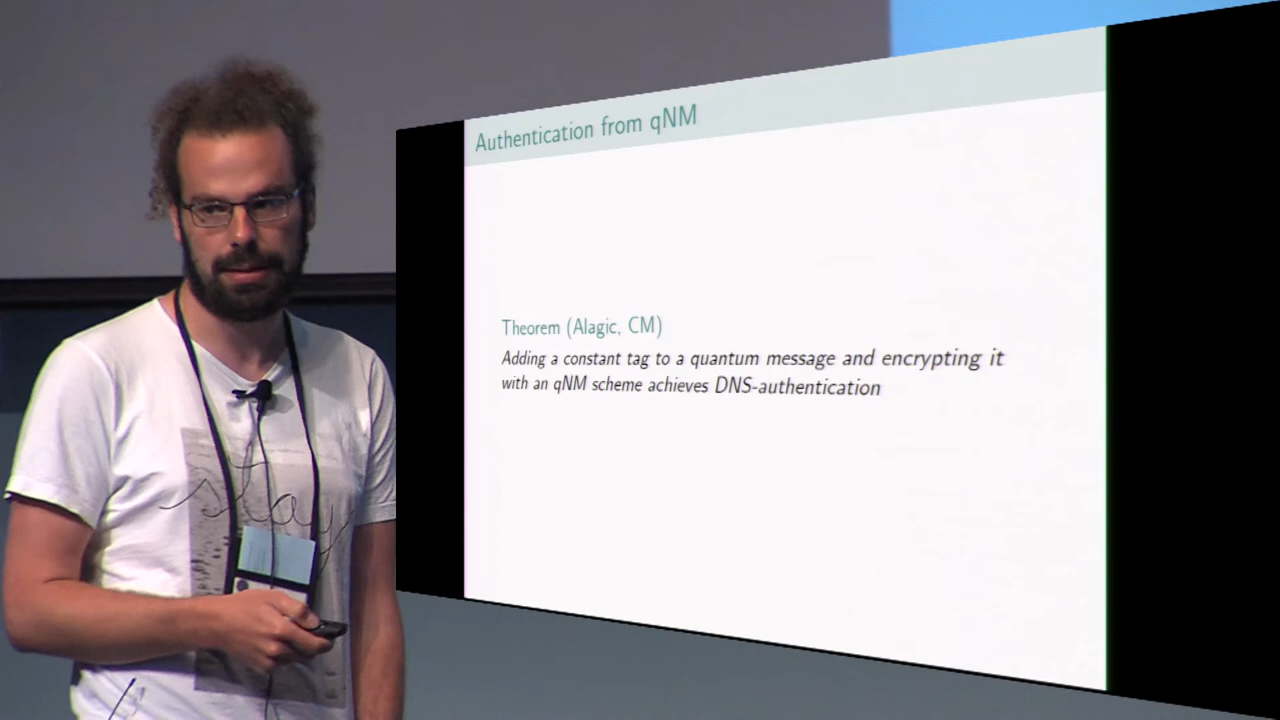 Authentication from qNM
Theorem (Alagic, CM)
Adding a constant tag to a quantum message and encrypting it
with an qNM scheme achieves DNS-authentication
stay